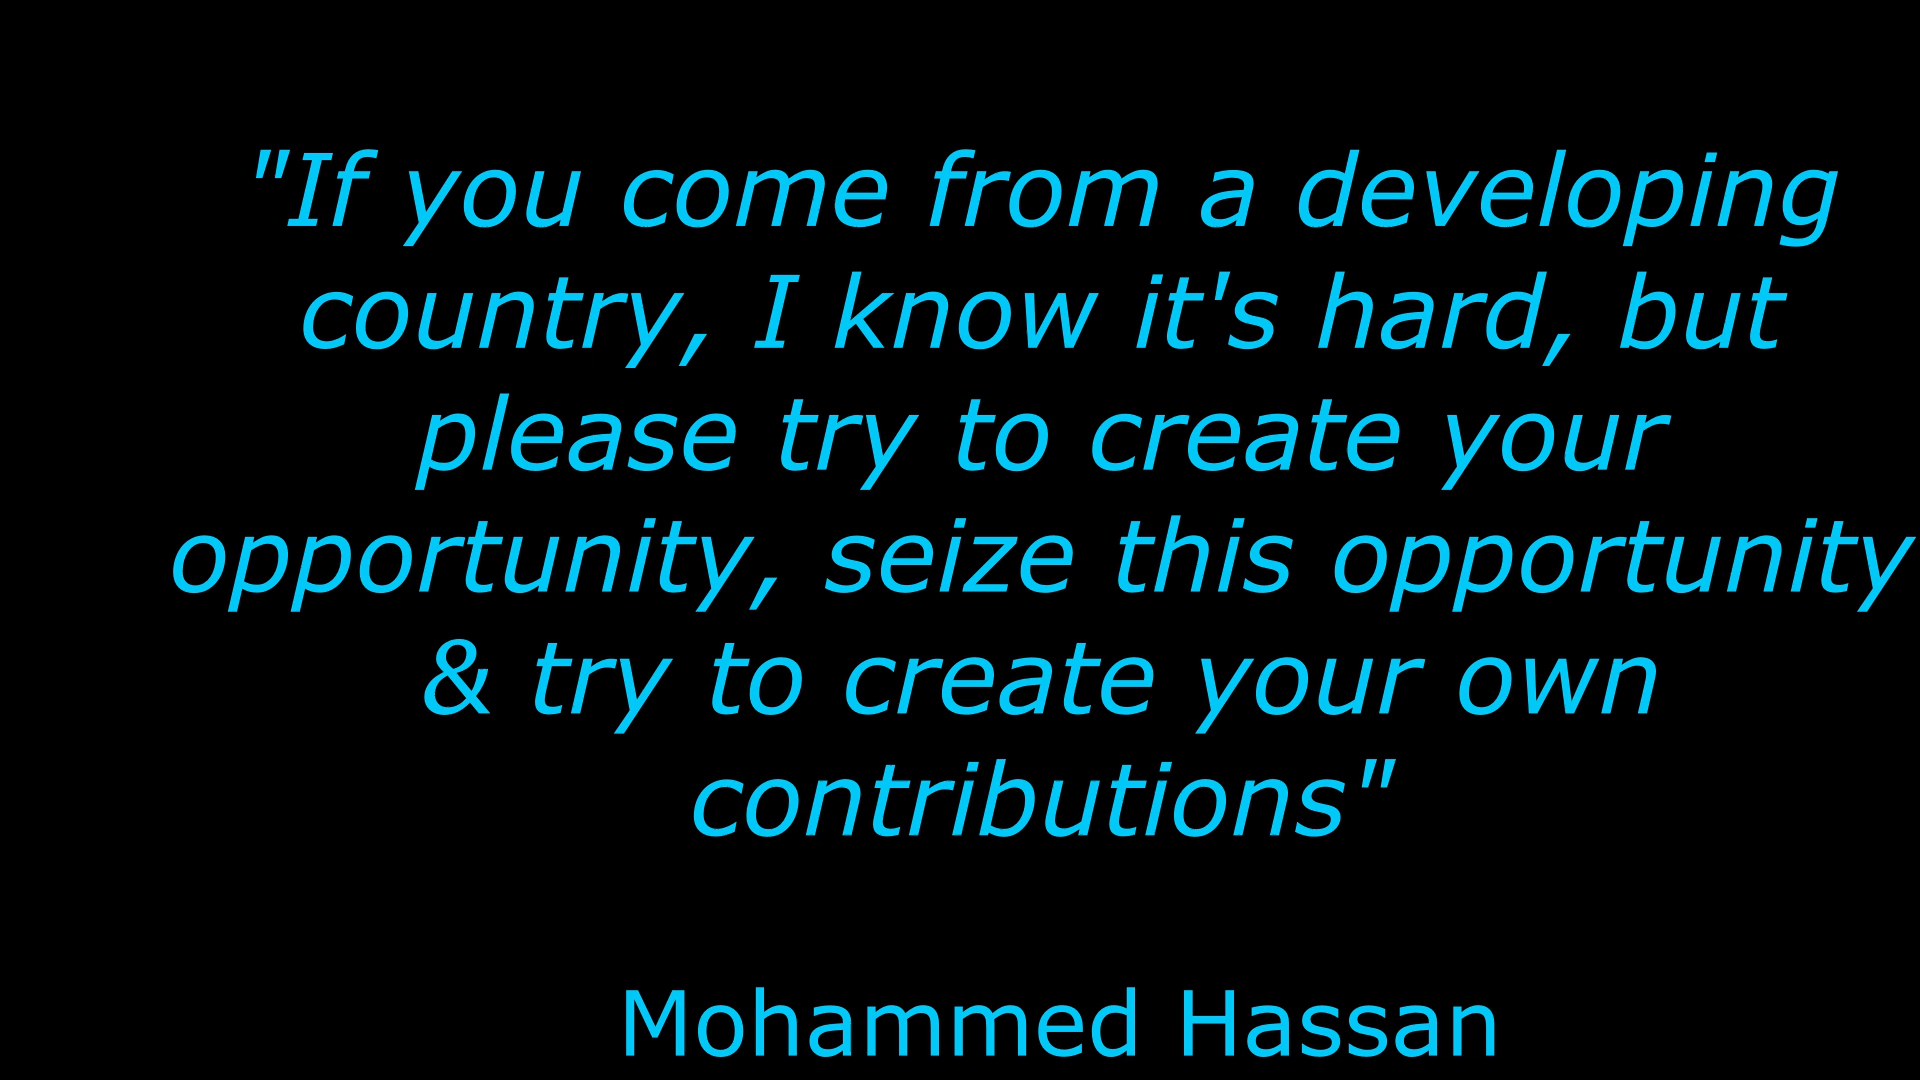 "If you come from a developing
country, I know it's hard, but
please try to create your
opportunity, seize this opportunity
& try to create your own
contributions"
Mohammed Hassan